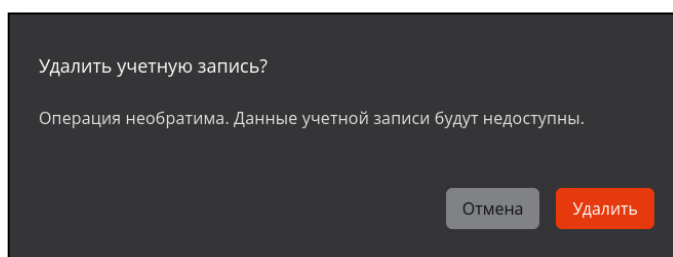 Удалить учетную запись?
Операция необратима. Данные учетной записи будут недоступны.
Отмена
Удалить